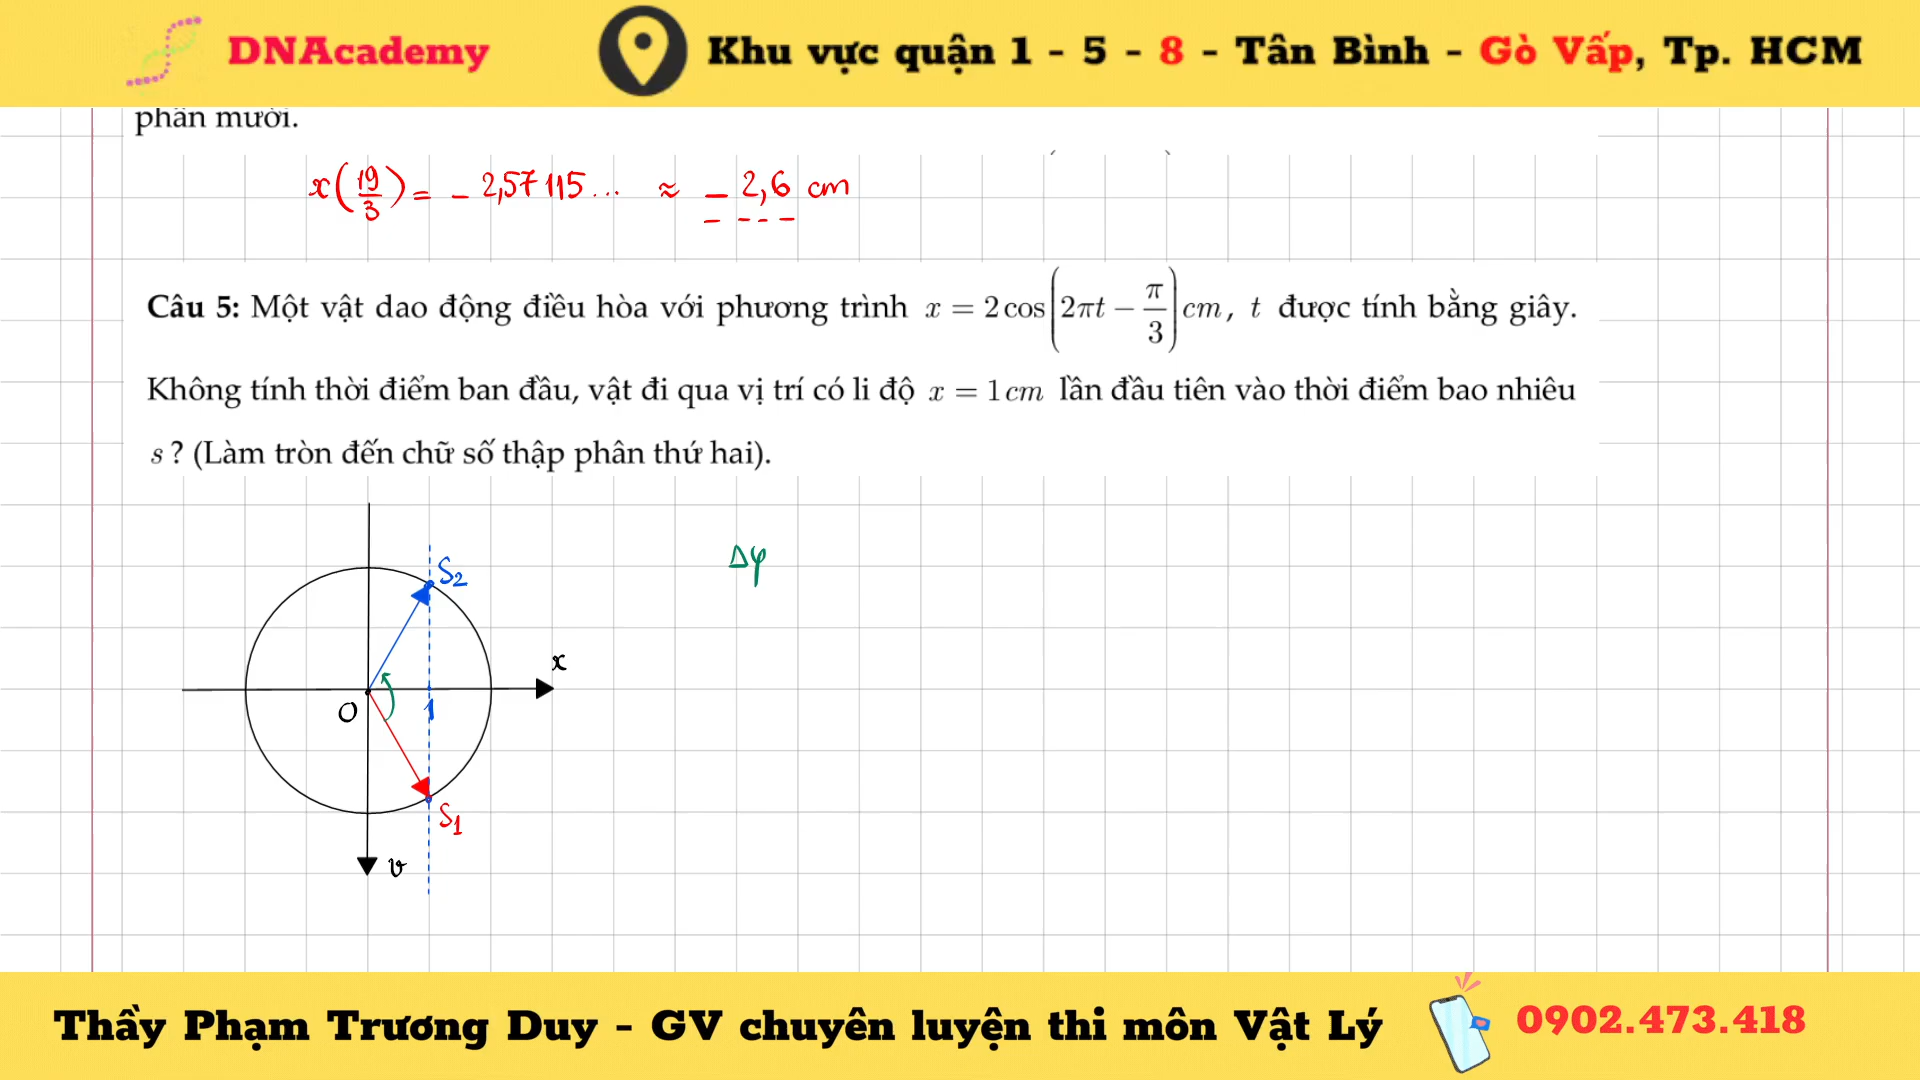 DNAcademy
Khu vực quận 1 - 5 - 8 - Tân Bình - Gò Vấp, Tp. HCM
phần mười.
x(19/3) = - 2,57115... ≈ - 2,6 cm
Câu 5: Một vật dao động điều hòa với phương trình x = 2cos(2πt - π/3)cm, t được tính bằng giây.
Không tính thời điểm ban đầu, vật đi qua vị trí có li độ x = 1cm lần đầu tiên vào thời điểm bao nhiêu
s? (Làm tròn đến chữ số thập phân thứ hai).
S2
Δφ
x
O
1
S1
v
Thầy Phạm Trương Duy - GV chuyên luyện thi môn Vật Lý
0902.473.418